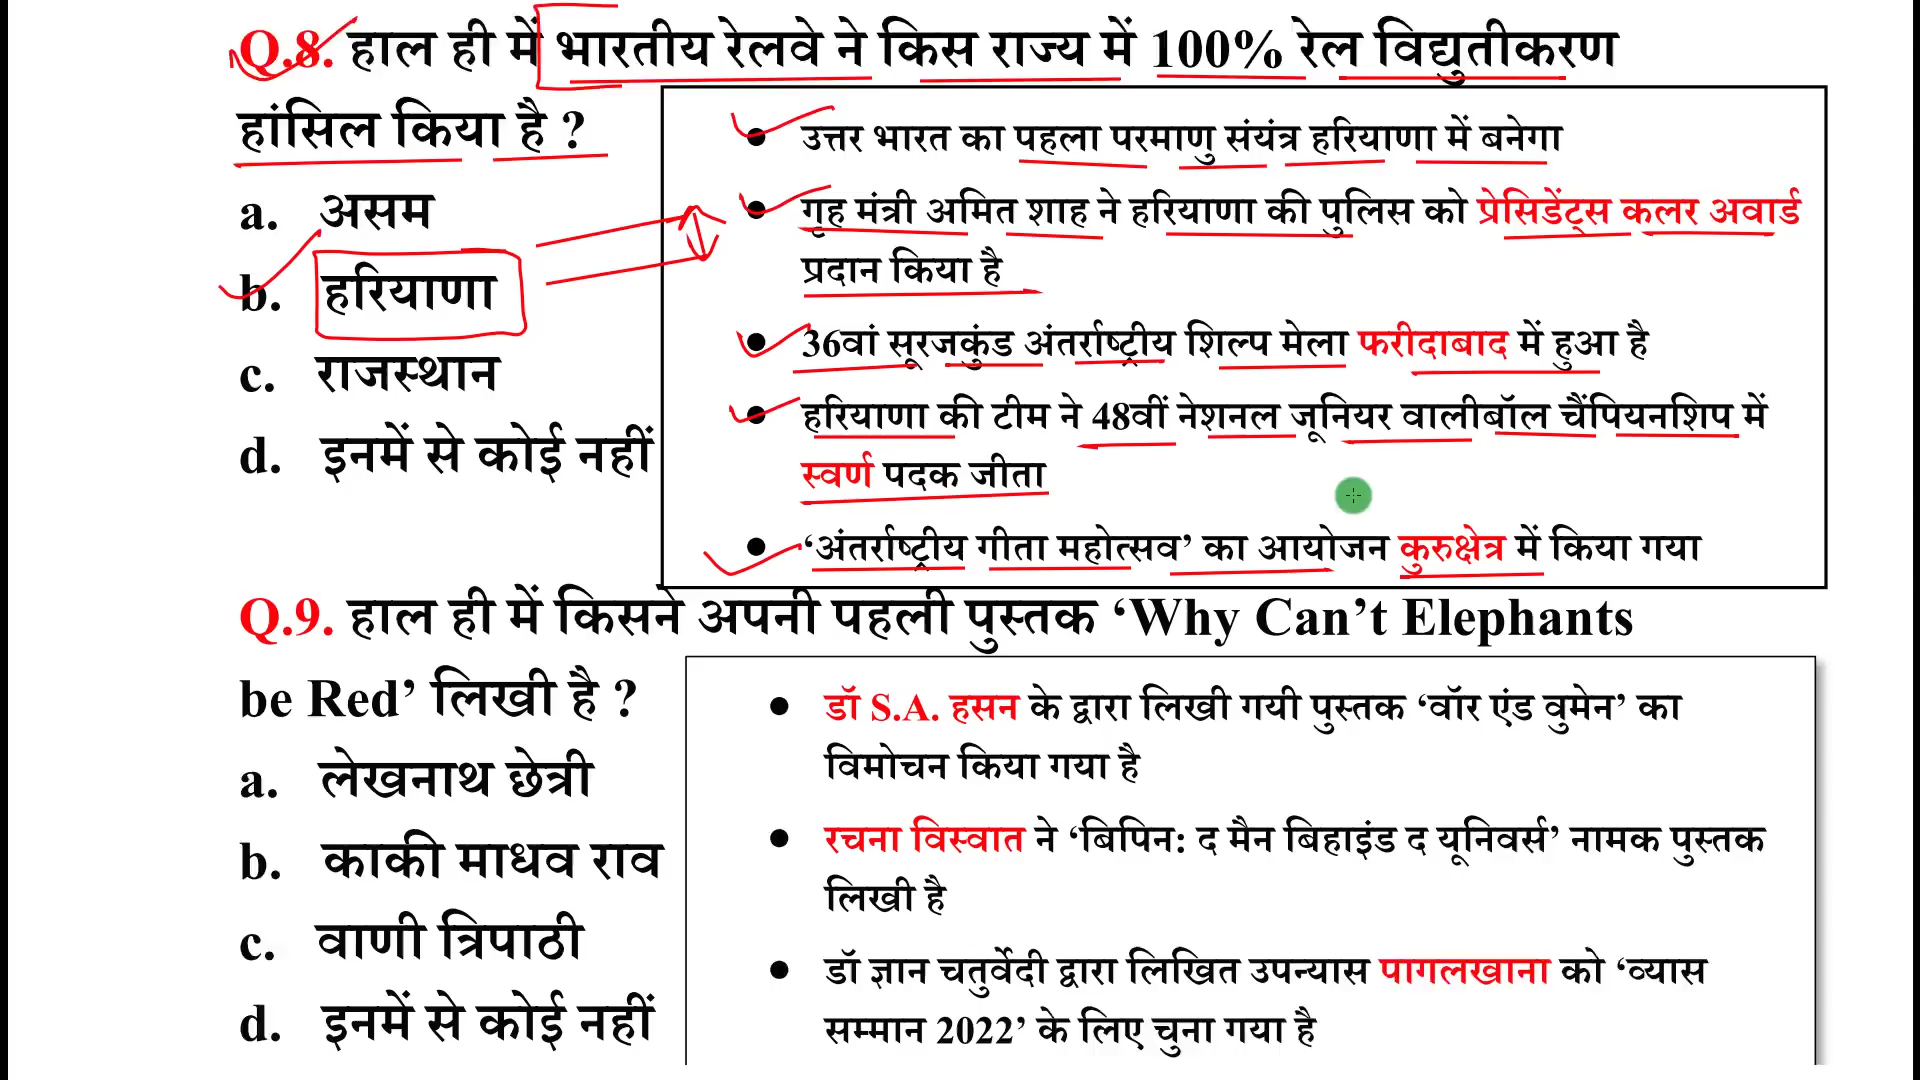 Q.8. हाल ही में भारतीय रेलवे ने किस राज्य में 100% रेल विद्युतीकरण
हांसिल किया है ?
a. असम
b. हरियाणा
c. राजस्थान
d. इनमें से कोई नहीं
● उत्तर भारत का पहला परमाणु संयंत्र हरियाणा में बनेगा
● गृह मंत्री अमित शाह ने हरियाणा की पुलिस को प्रेसिडेंट्स कलर अवार्ड
प्रदान किया है
● 36वां सूरजकुंड अंतर्राष्ट्रीय शिल्प मेला फरीदाबाद में हुआ है
● हरियाणा की टीम ने 48वीं नेशनल जूनियर वालीबॉल चैंपियनशिप में
स्वर्ण पदक जीता
● ‘अंतर्राष्ट्रीय गीता महोत्सव’ का आयोजन कुरुक्षेत्र में किया गया
Q.9. हाल ही में किसने अपनी पहली पुस्तक ‘Why Can’t Elephants
be Red’ लिखी है ?
a. लेखनाथ छेत्री
b. काकी माधव राव
c. वाणी त्रिपाठी
d. इनमें से कोई नहीं
● डॉ S.A. हसन के द्वारा लिखी गयी पुस्तक ‘वॉर एंड वुमेन’ का
विमोचन किया गया है
● रचना विस्वात ने ‘बिपिन: द मैन बिहाइंड द यूनिवर्स’ नामक पुस्तक
लिखी है
● डॉ ज्ञान चतुर्वेदी द्वारा लिखित उपन्यास पागलखाना को ‘व्यास
सम्मान 2022’ के लिए चुना गया है